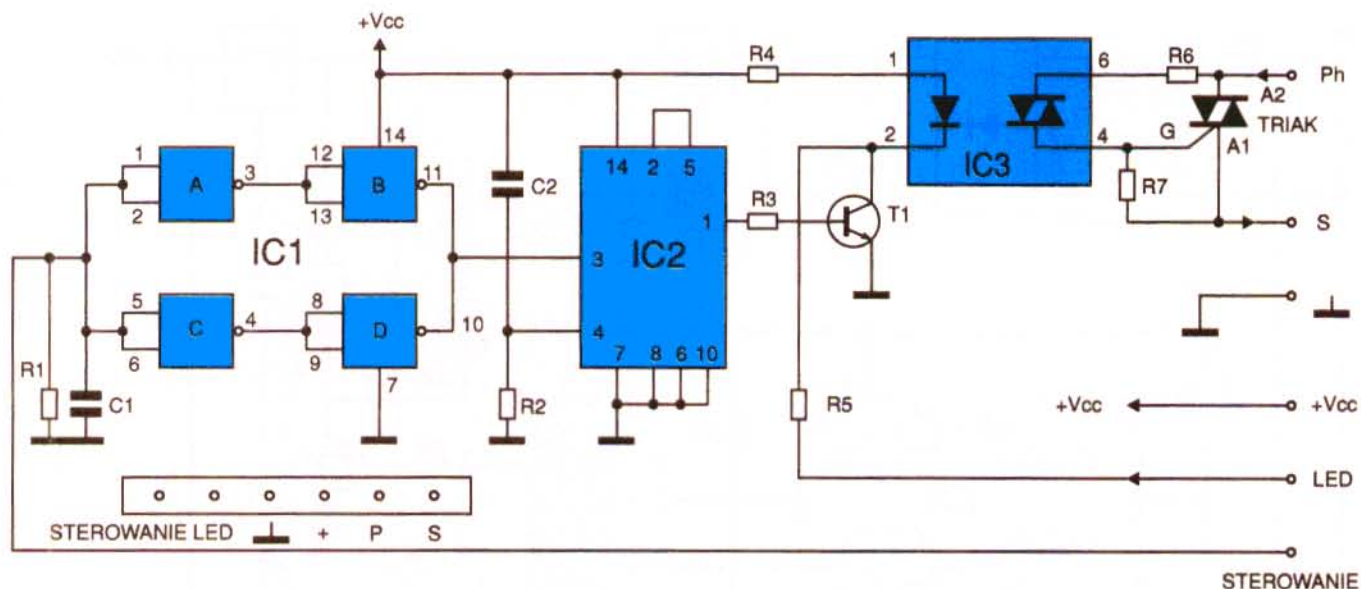 +Vcc
R4
1
6
R6
Ph
A2
TRIAK
14
2
G
4
A1
IC3
1
A
3
12
B
11
2
13
C2
14
2
5
R7
1
R3
T1
S
IC1
IC2
3
5
C
4
8
D
10
4
6
9
7
8
6
10
R1
C1
7
R2
R5
+Vcc
+Vcc
LED
STEROWANIE LED ⊥ + P S
STEROWANIE